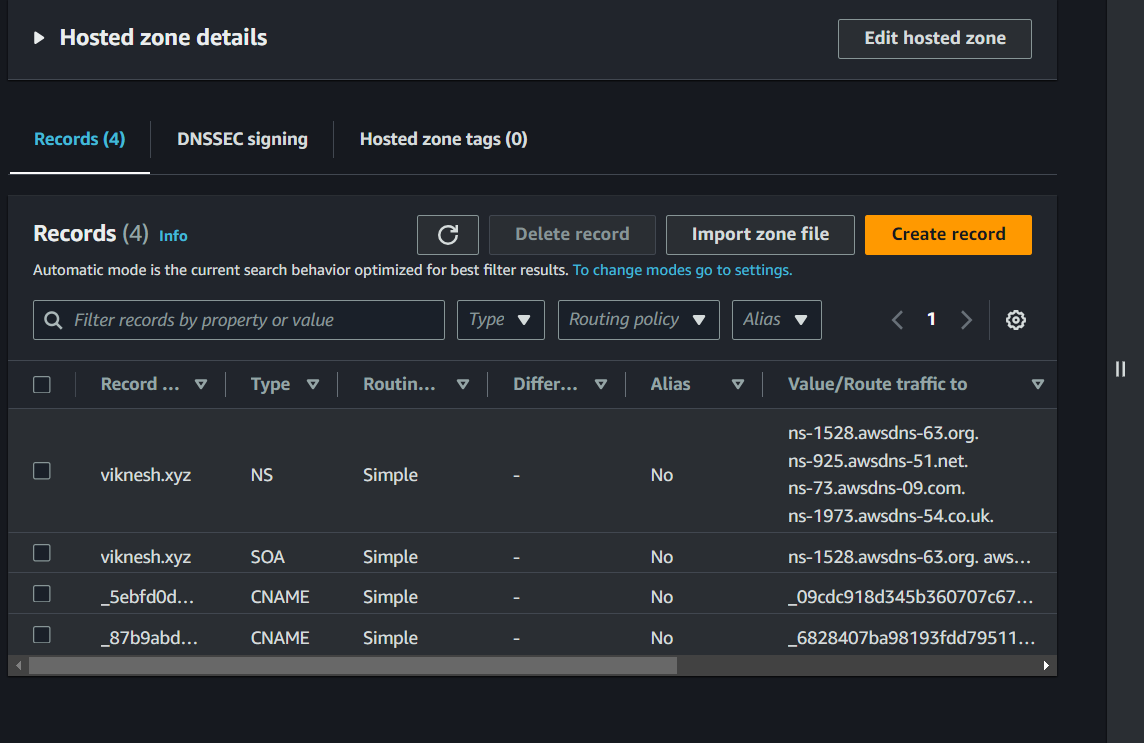 Hosted zone details
Edit hosted zone
Records (4)
DNSSEC signing
Hosted zone tags (0)
Records (4) Info
Delete record
Import zone file
Create record
Automatic mode is the current search behavior optimized for best filter results. To change modes go to settings.
Filter records by property or value
Type
Routing policy
Alias
1
Record ... Type Routin... Differ... Alias Value/Route traffic to
viknesh.xyz NS Simple - No
ns-1528.awsdns-63.org.
ns-925.awsdns-51.net.
ns-73.awsdns-09.com.
ns-1973.awsdns-54.co.uk.
viknesh.xyz SOA Simple - No ns-1528.awsdns-63.org. aws...
_5ebfd0d... CNAME Simple - No _09cdc918d345b360707c67...
_87b9abd... CNAME Simple - No _6828407ba98193fdd79511...